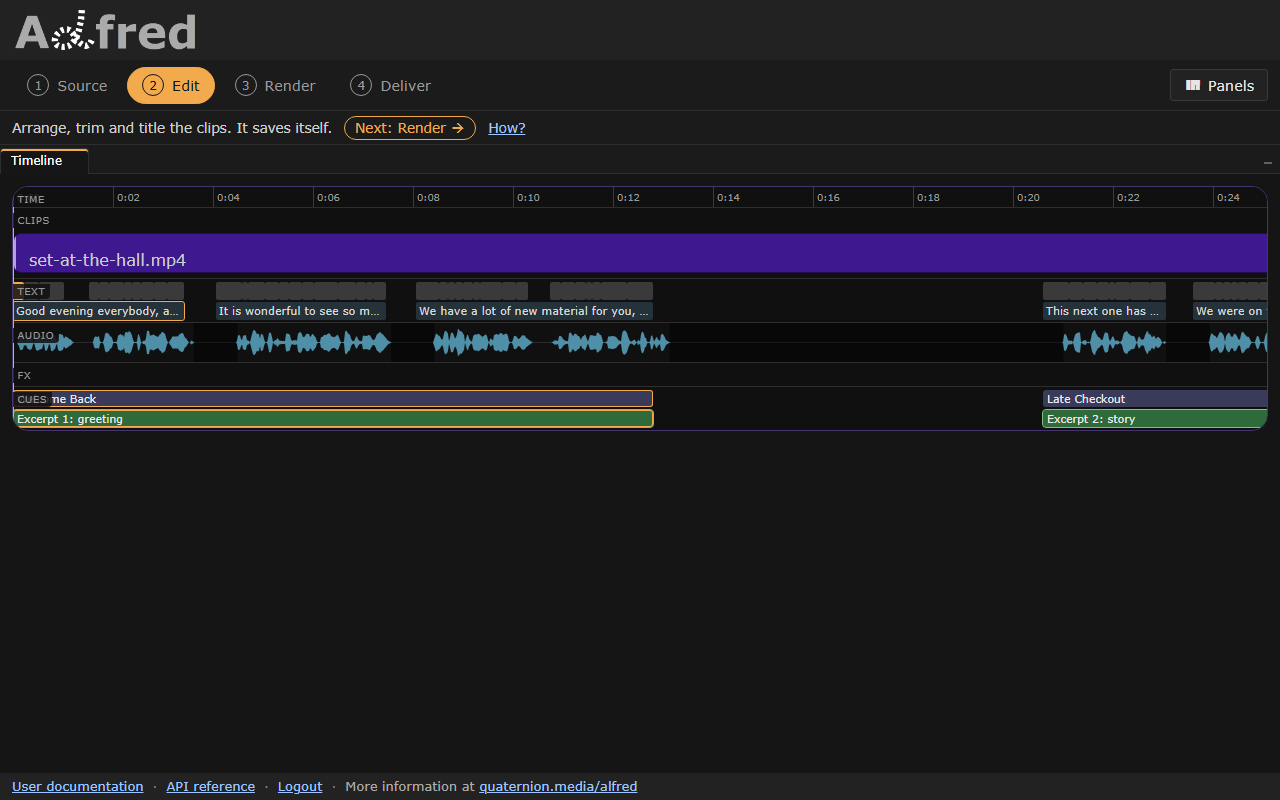 Adfred
1 Source 2 Edit 3 Render 4 Deliver Panels
Arrange, trim and title the clips. It saves itself. Next: Render → How?
Timeline
TIME 0:02 0:04 0:06 0:08 0:10 0:12 0:14 0:16 0:18 0:20 0:22 0:24
CLIPS
set-at-the-hall.mp4
TEXT
Good evening everybody, a... It is wonderful to see so m... We have a lot of new material for you, ... This next one has ... We were on
AUDIO
FX
CUES me Back Late Checkout
Excerpt 1: greeting Excerpt 2: story
User documentation · API reference · Logout · More information at quaternion.media/alfred